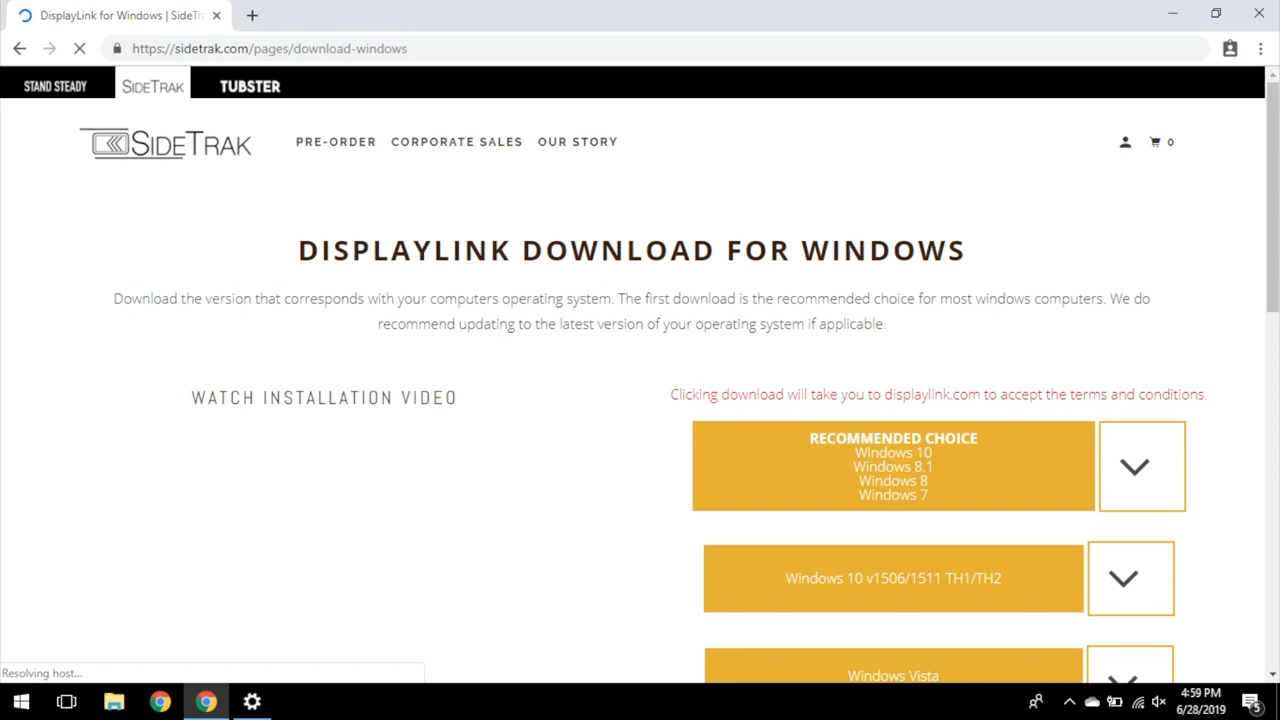 DisplayLink for Windows | SideTr
https://sidetrak.com/pages/download-windows
STAND STEADY
SIDETRAK
TUBSTER
SIDETRAK
PRE-ORDER
CORPORATE SALES
OUR STORY
0
DISPLAYLINK DOWNLOAD FOR WINDOWS
Download the version that corresponds with your computers operating system. The first download is the recommended choice for most windows computers. We do
recommend updating to the latest version of your operating system if applicable.
WATCH INSTALLATION VIDEO
Clicking download will take you to displaylink.com to accept the terms and conditions.
RECOMMENDED CHOICE
Windows 10
Windows 8.1
Windows 8
Windows 7
Windows 10 v1506/1511 TH1/TH2
Windows Vista
Resolving host...
4:59 PM
6/28/2019
5